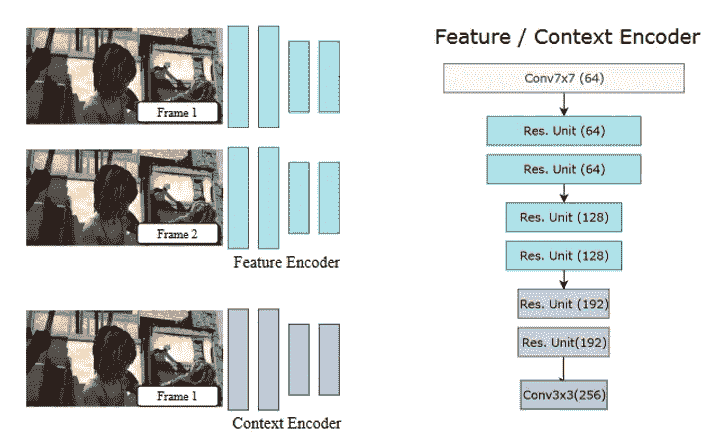 Frame 1
Frame 2
Feature Encoder
Frame 1
Context Encoder
Feature / Context Encoder
Conv7x7 (64)
Res. Unit (64)
Res. Unit (64)
Res. Unit (128)
Res. Unit (128)
Res. Unit (192)
Res. Unit(192)
Conv3x3(256)